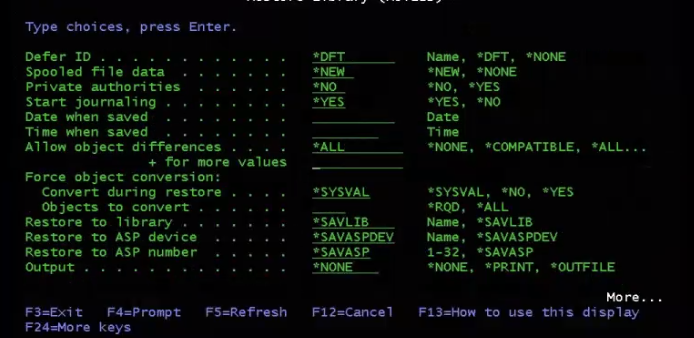 Restore Library (RSTLIB)
Type choices, press Enter.
Defer ID . . . . . . . . . . . . *DFT Name, *DFT, *NONE
Spooled file data . . . . . . . *NEW *NEW, *NONE
Private authorities . . . . . . *NO *NO, *YES
Start journaling . . . . . . . . *YES *YES, *NO
Date when saved . . . . . . . . Date
Time when saved . . . . . . . . Time
Allow object differences . . . . *ALL *NONE, *COMPATIBLE, *ALL...
+ for more values
Force object conversion:
Convert during restore . . . . *SYSVAL *SYSVAL, *NO, *YES
Objects to convert . . . . . . *RQD, *ALL
Restore to library . . . . . . . *SAVLIB Name, *SAVLIB
Restore to ASP device . . . . . *SAVASPDEV Name, *SAVASPDEV
Restore to ASP number . . . . . *SAVASP 1-32, *SAVASP
Output . . . . . . . . . . . . . *NONE *NONE, *PRINT, *OUTFILE
More...
F3=Exit F4=Prompt F5=Refresh F12=Cancel F13=How to use this display
F24=More keys